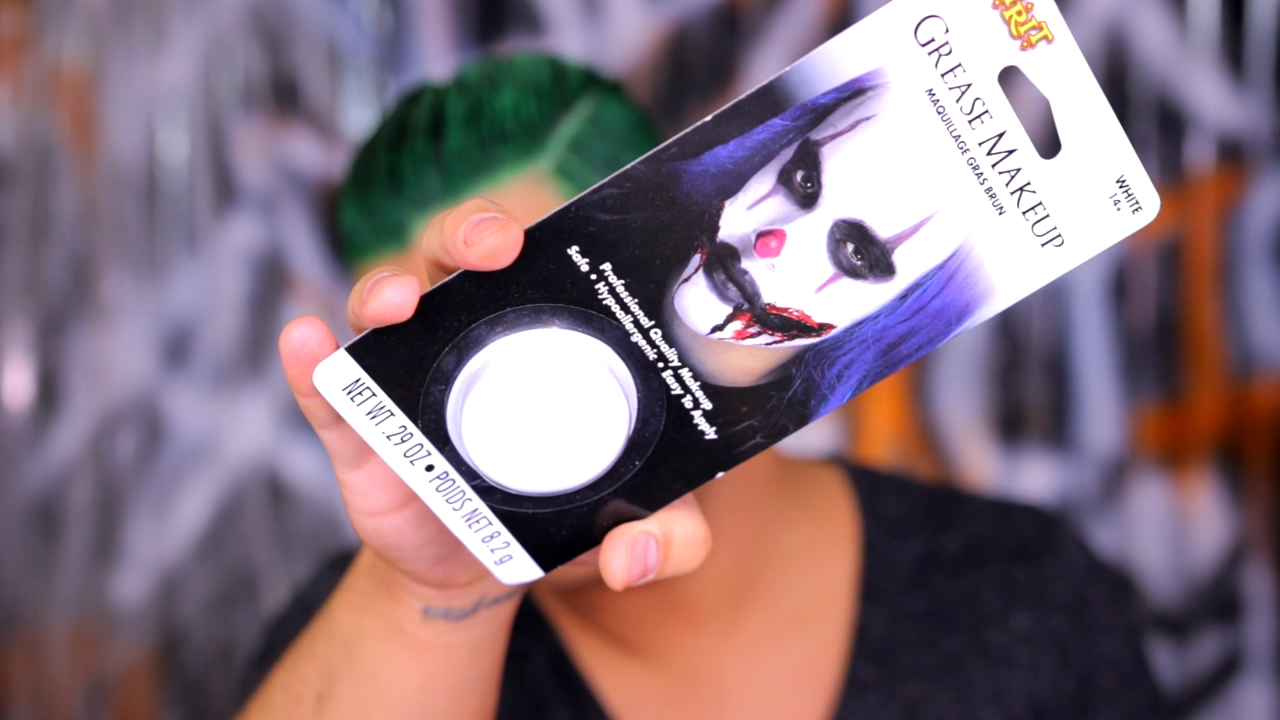 RIT
GREASE MAKEUP
MAQUILLAGE GRAS BRUN
WHITE
14+
Professional Quality Makeup
Safe • Hypoallergenic • Easy To Apply
NET WT .29 OZ • POIDS NET 8.2 g